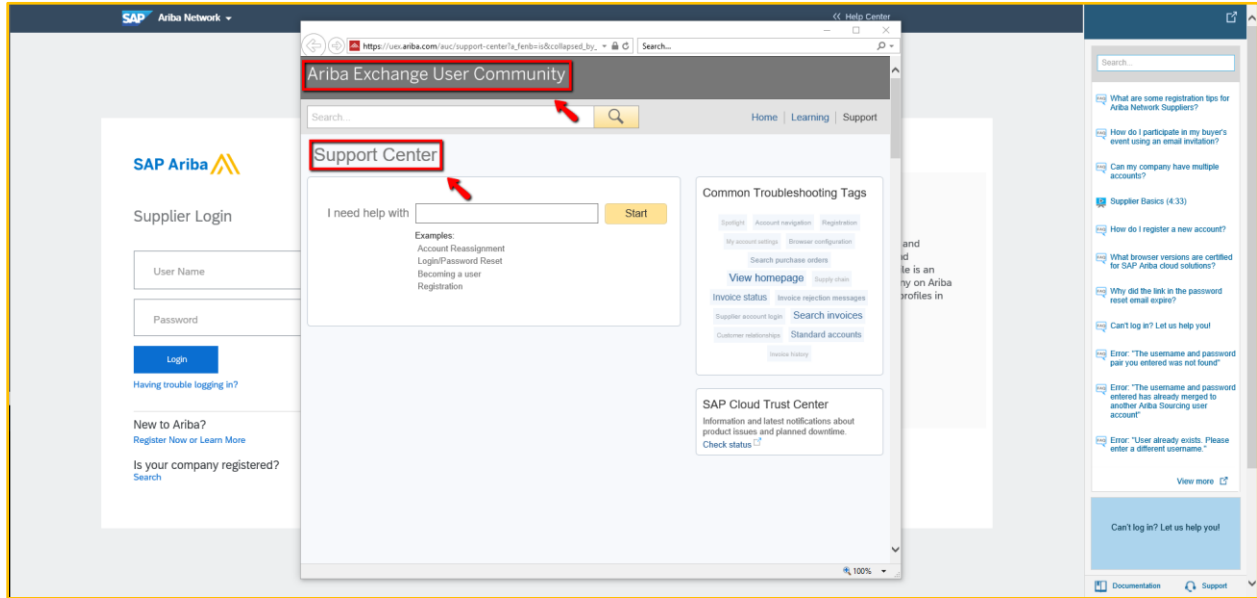 SAP Ariba Network
<< Help Center
https://uex.ariba.com/auc/support-center?a_fenb=is&collapsed_by_
Search...
Ariba Exchange User Community
Search...
Home | Learning | Support
Support Center
I need help with
Start
Examples:
Account Reassignment
Login/Password Reset
Becoming a user
Registration
Common Troubleshooting Tags
Spotlight Account navigation Registration
My account settings Browser configuration
Search purchase orders
View homepage Supply chain
Invoice status Invoice rejection messages
Supplier account login Search invoices
Customer relationships Standard accounts
Invoice history
SAP Cloud Trust Center
Information and latest notifications about
product issues and planned downtime.
Check status
100%
SAP Ariba
Supplier Login
User Name
Password
Login
Having trouble logging in?
New to Ariba?
Register Now or Learn More
Is your company registered?
Search
and
le is an
ny on Ariba
profiles in
Search...
What are some registration tips for
Ariba Network Suppliers?
How do I participate in my buyer's
event using an email invitation?
Can my company have multiple
accounts?
Supplier Basics (4:33)
How do I register a new account?
What browser versions are certified
for SAP Ariba cloud solutions?
Why did the link in the password
reset email expire?
Can't log in? Let us help you!
Error: "The username and password
pair you entered was not found"
Error: "The username and password
entered has already merged to
another Ariba Sourcing user
account"
Error: "User already exists. Please
enter a different username."
View more
Can't log in? Let us help you!
Documentation Support